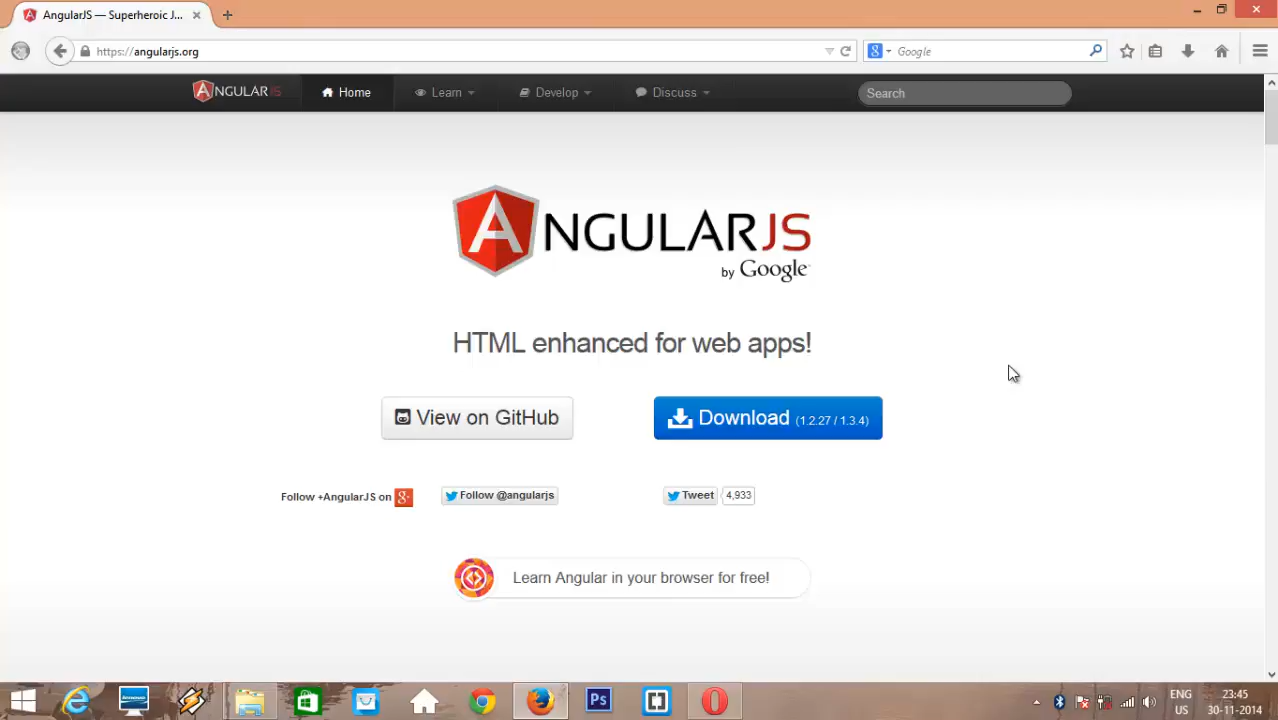 AngularJS — Superheroic J...
https://angularjs.org
Google
ANGULARJS
Home
Learn
Develop
Discuss
Search
ANGULARJS
by Google
HTML enhanced for web apps!
View on GitHub
Download (1.2.27 / 1.3.4)
Follow +AngularJS on
Follow @angularjs
Tweet
4,933
Learn Angular in your browser for free!
Ps
ENG
US
23:45
30-11-2014